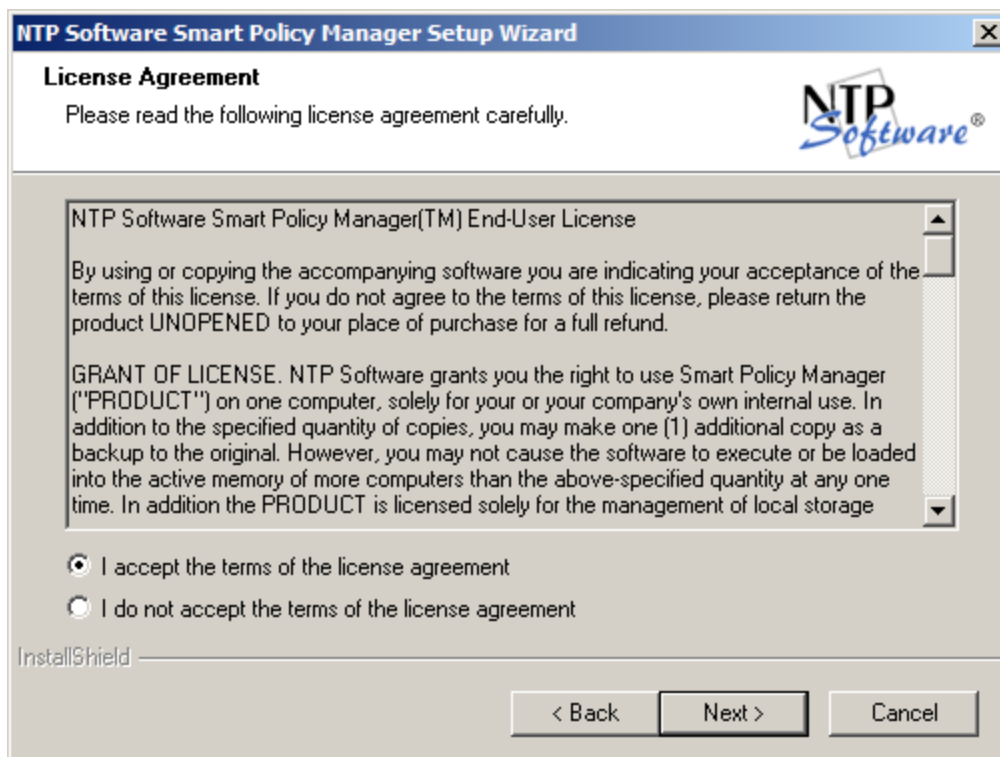 NTP Software Smart Policy Manager Setup Wizard
License Agreement
Please read the following license agreement carefully.
NTP
Software®
NTP Software Smart Policy Manager(TM) End-User License
By using or copying the accompanying software you are indicating your acceptance of the
terms of this license. If you do not agree to the terms of this license, please return the
product UNOPENED to your place of purchase for a full refund.
GRANT OF LICENSE. NTP Software grants you the right to use Smart Policy Manager
("PRODUCT") on one computer, solely for your or your company's own internal use. In
addition to the specified quantity of copies, you may make one (1) additional copy as a
backup to the original. However, you may not cause the software to execute or be loaded
into the active memory of more computers than the above-specified quantity at any one
time. In addition the PRODUCT is licensed solely for the management of local storage
I accept the terms of the license agreement
I do not accept the terms of the license agreement
InstallShield
< Back
Next >
Cancel